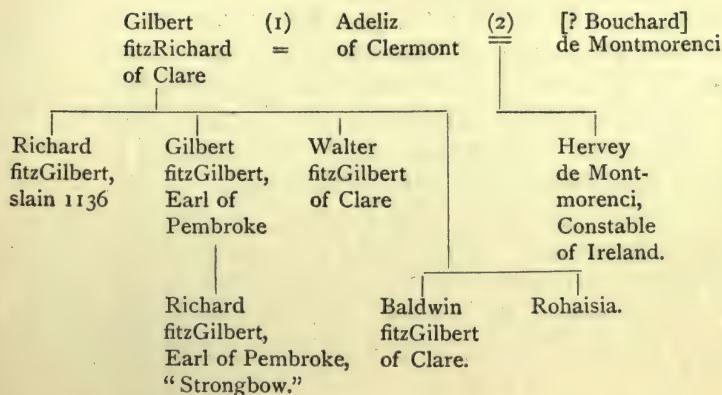 Gilbert (1) Adeliz (2) [? Bouchard]
fitzRichard = of Clermont = de Montmorenci
of Clare
Richard
fitzGilbert,
slain 1136
Gilbert
fitzGilbert,
Earl of
Pembroke
Walter
fitzGilbert
of Clare
Hervey
de Mont-
morenci,
Constable
of Ireland.
Richard
fitzGilbert,
Earl of Pembroke,
"Strongbow."
Baldwin
fitzGilbert
of Clare.
Rohaisia.